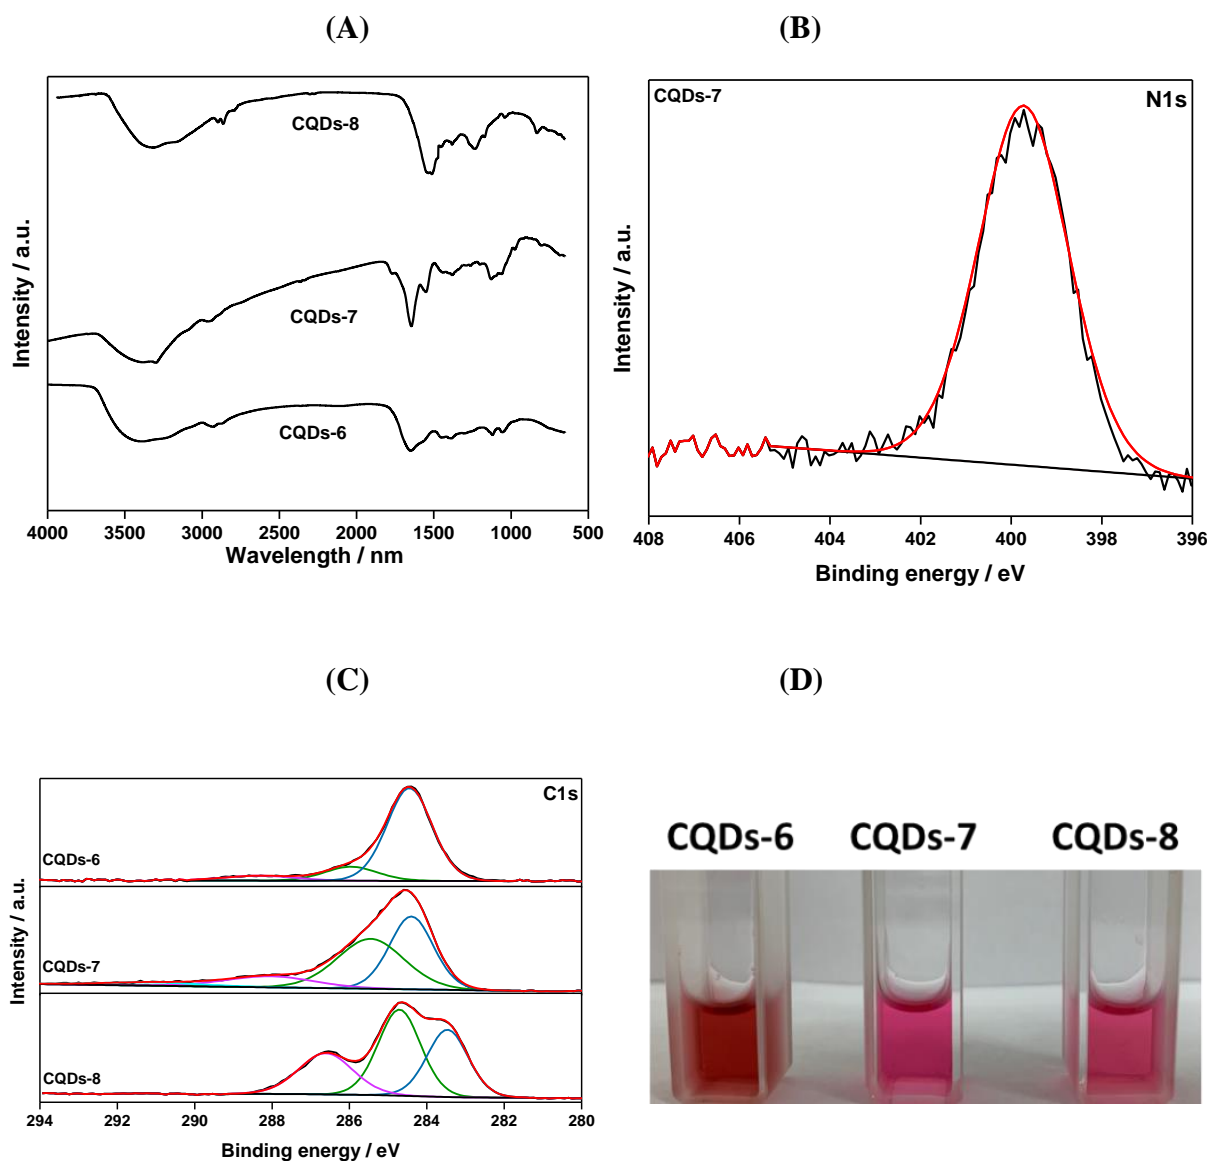 (A)
(B)
CQDs-8
CQDs-7
CQDs-6
Intensity / a.u.
4000 3500 3000 2500 2000 1500 1000 500
Wavelength / nm
CQDs-7
N1s
Intensity / a.u.
408 406 404 402 400 398 396
Binding energy / eV
(C)
(D)
C1s
CQDs-6
CQDs-7
CQDs-8
Intensity / a.u.
294 292 290 288 286 284 282 280
Binding energy / eV
CQDs-6 CQDs-7 CQDs-8